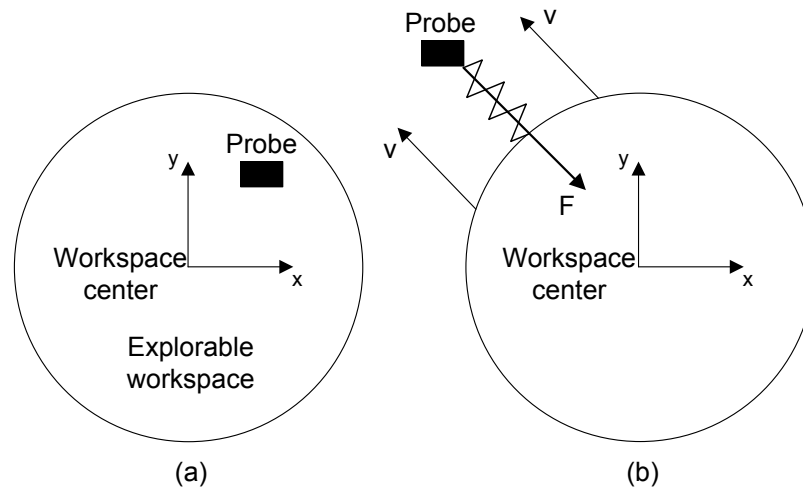 Probe
y
x
Workspace
center
Explorable
workspace
(a)
Probe
v
v
F
y
x
Workspace
center
(b)